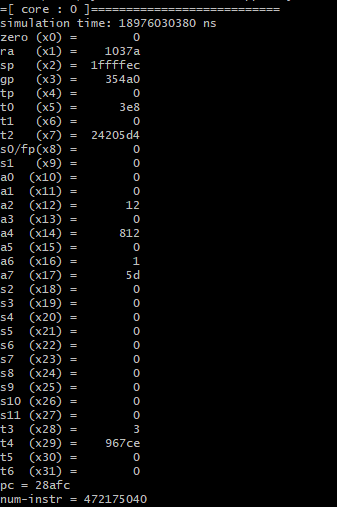 =[ core : 0 ]===========================
simulation time: 18976030380 ns
zero (x0) = 0
ra (x1) = 1037a
sp (x2) = 1ffffec
gp (x3) = 354a0
tp (x4) = 0
t0 (x5) = 3e8
t1 (x6) = 0
t2 (x7) = 24205d4
s0/fp(x8) = 0
s1 (x9) = 0
a0 (x10) = 0
a1 (x11) = 0
a2 (x12) = 12
a3 (x13) = 0
a4 (x14) = 812
a5 (x15) = 0
a6 (x16) = 1
a7 (x17) = 5d
s2 (x18) = 0
s3 (x19) = 0
s4 (x20) = 0
s5 (x21) = 0
s6 (x22) = 0
s7 (x23) = 0
s8 (x24) = 0
s9 (x25) = 0
s10 (x26) = 0
s11 (x27) = 0
t3 (x28) = 3
t4 (x29) = 967ce
t5 (x30) = 0
t6 (x31) = 0
pc = 28afc
num-instr = 472175040